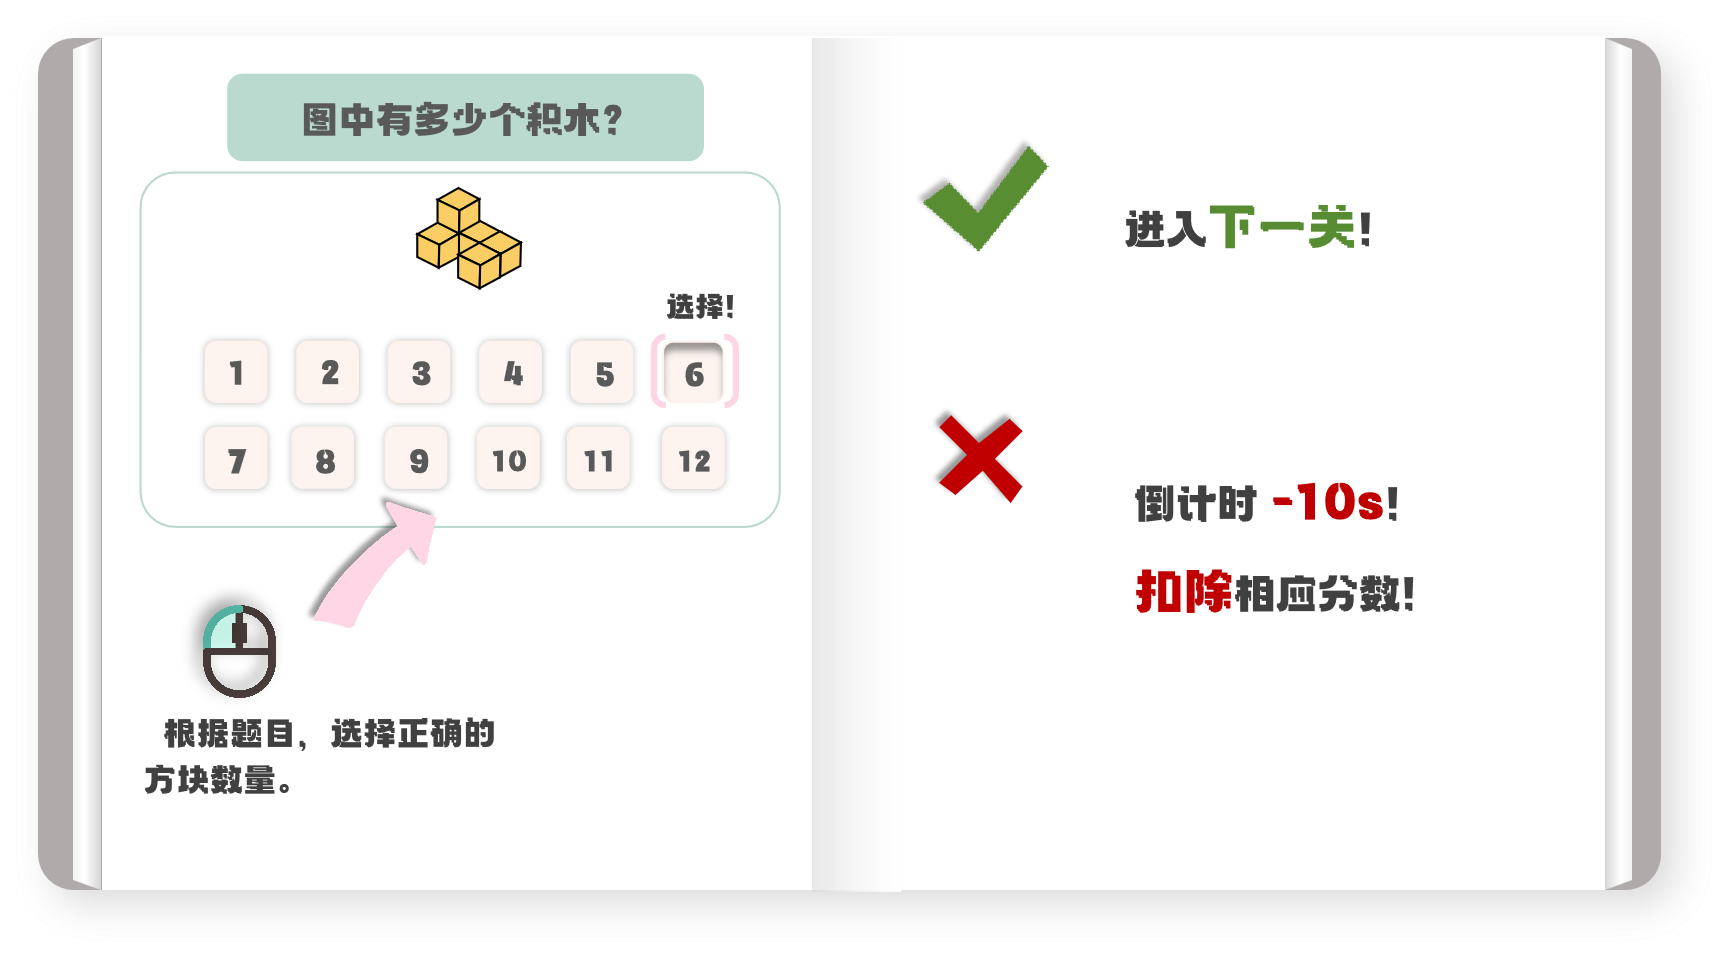 图中有多少个积木?
选择!
1 2 3 4 5 6
7 8 9 10 11 12
根据题目，选择正确的
方块数量。
进入下一关!
倒计时 -10s!
扣除相应分数!